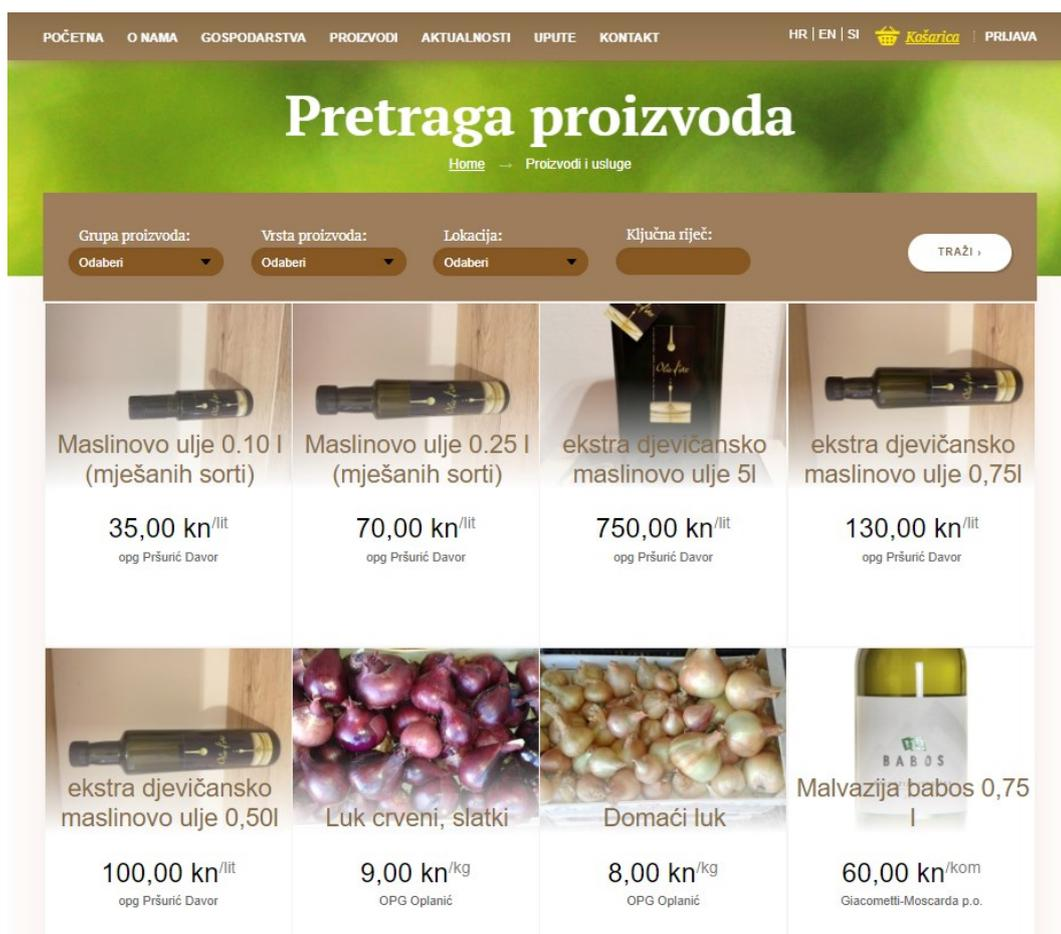 POČETNA O NAMA GOSPODARSTVA PROIZVODI AKTUALNOSTI UPUTE KONTAKT HR | EN | SI Košarica | PRIJAVA
Pretraga proizvoda
Home → Proizvodi i usluge
Grupa proizvoda: Vrsta proizvoda: Lokacija: Ključna riječ:
Odaberi Odaberi Odaberi TRAŽI ›
Maslinovo ulje 0.10 l
(mješanih sorti)
35,00 kn/lit
opg Pršurić Davor
Maslinovo ulje 0.25 l
(mješanih sorti)
70,00 kn/lit
opg Pršurić Davor
ekstra djevičansko
maslinovo ulje 5l
750,00 kn/lit
opg Pršurić Davor
ekstra djevičansko
maslinovo ulje 0,75l
130,00 kn/lit
opg Pršurić Davor
ekstra djevičansko
maslinovo ulje 0,50l
100,00 kn/lit
opg Pršurić Davor
Luk crveni, slatki
9,00 kn/kg
OPG Oplanić
Domaći luk
8,00 kn/kg
OPG Oplanić
BABOS
Malvazija babos 0,75
l
60,00 kn/kom
Giacometti-Moscarda p.o.